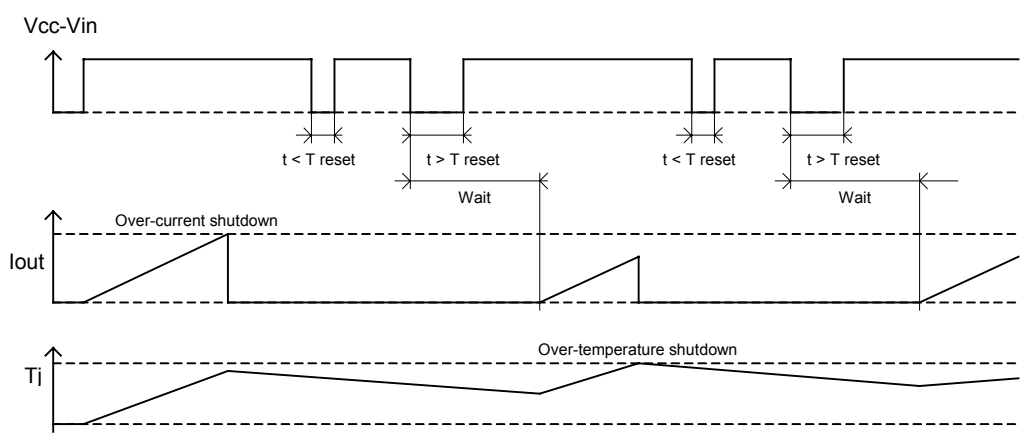 Vcc-Vin
t < T reset
t > T reset
t < T reset
t > T reset
Wait
Wait
Over-current shutdown
Iout
Over-temperature shutdown
Tj